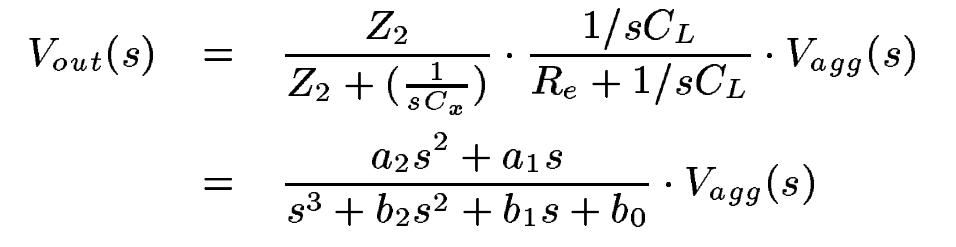 V_{out}(s) = \frac{Z_2}{Z_2 + (\frac{1}{sC_x})} \cdot \frac{1/sC_L}{R_e + 1/sC_L} \cdot V_{agg}(s)
= \frac{a_2 s^2 + a_1 s}{s^3 + b_2 s^2 + b_1 s + b_0} \cdot V_{agg}(s)